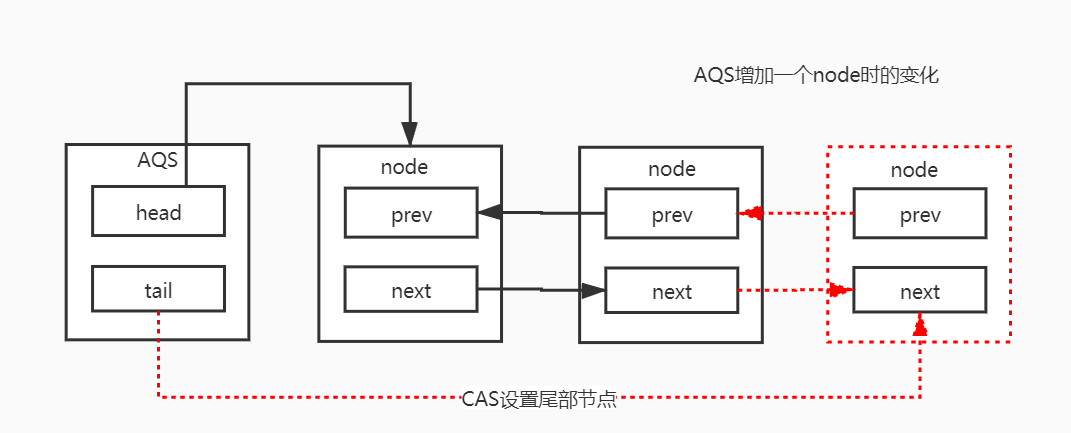 AQS增加一个node时的变化
AQS
head
tail
node
prev
next
node
prev
next
node
prev
next
CAS设置尾部节点